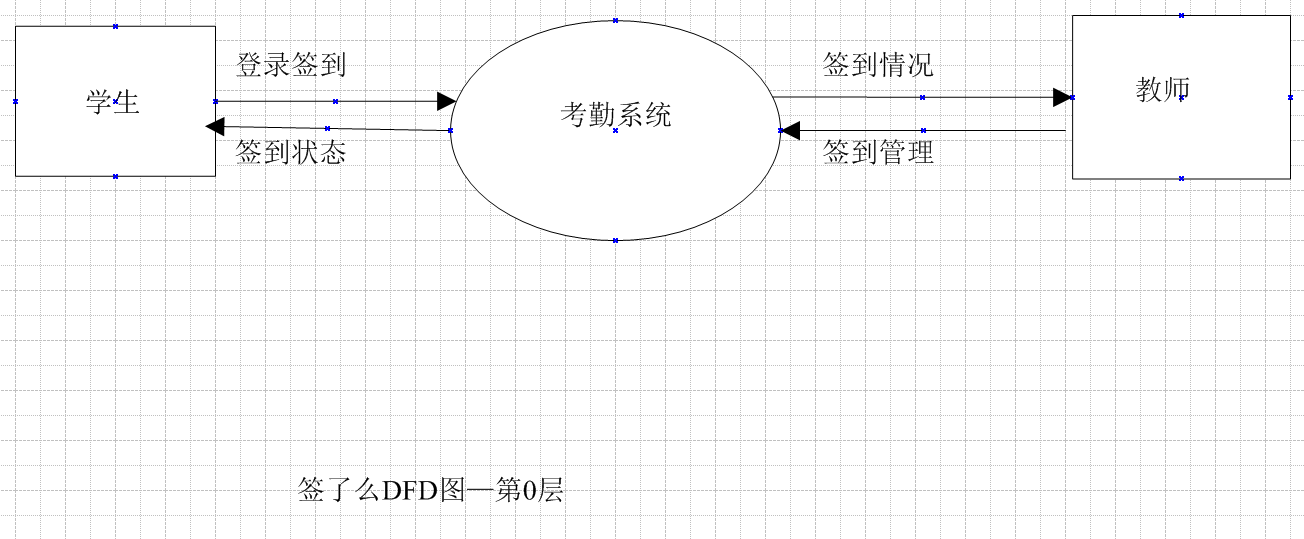 学生
登录签到
签到状态
考勤系统
签到情况
签到管理
教师
签了么DFD图—第0层